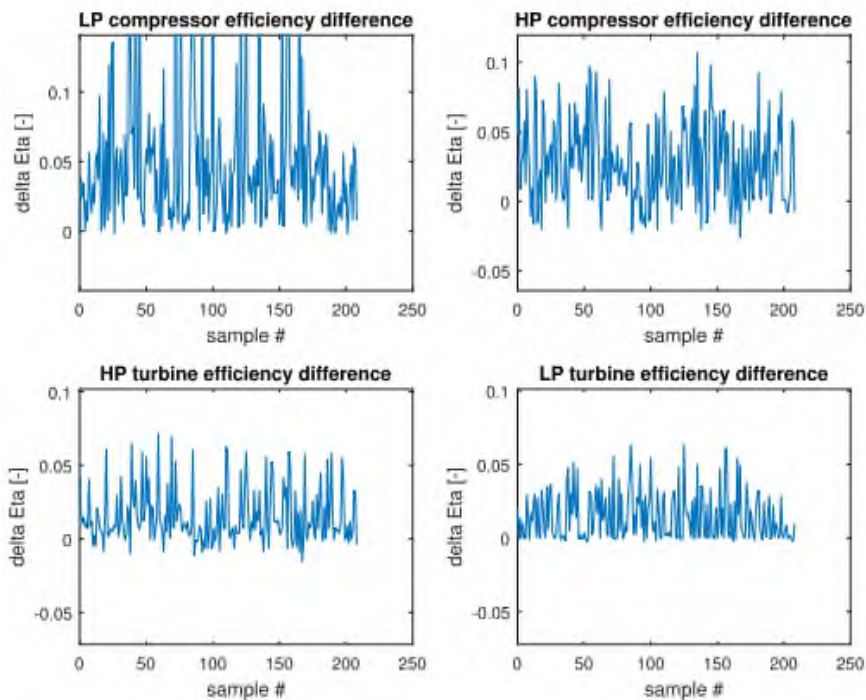 LP compressor efficiency difference
0.1
0.05
0
delta Eta [-]
0 50 100 150 200 250
sample #
HP compressor efficiency difference
0.1
0.05
0
-0.05
delta Eta [-]
0 50 100 150 200 250
sample #
HP turbine efficiency difference
0.1
0.05
0
-0.05
delta Eta [-]
0 50 100 150 200 250
sample #
LP turbine efficiency difference
0.1
0.05
0
-0.05
delta Eta [-]
0 50 100 150 200 250
sample #